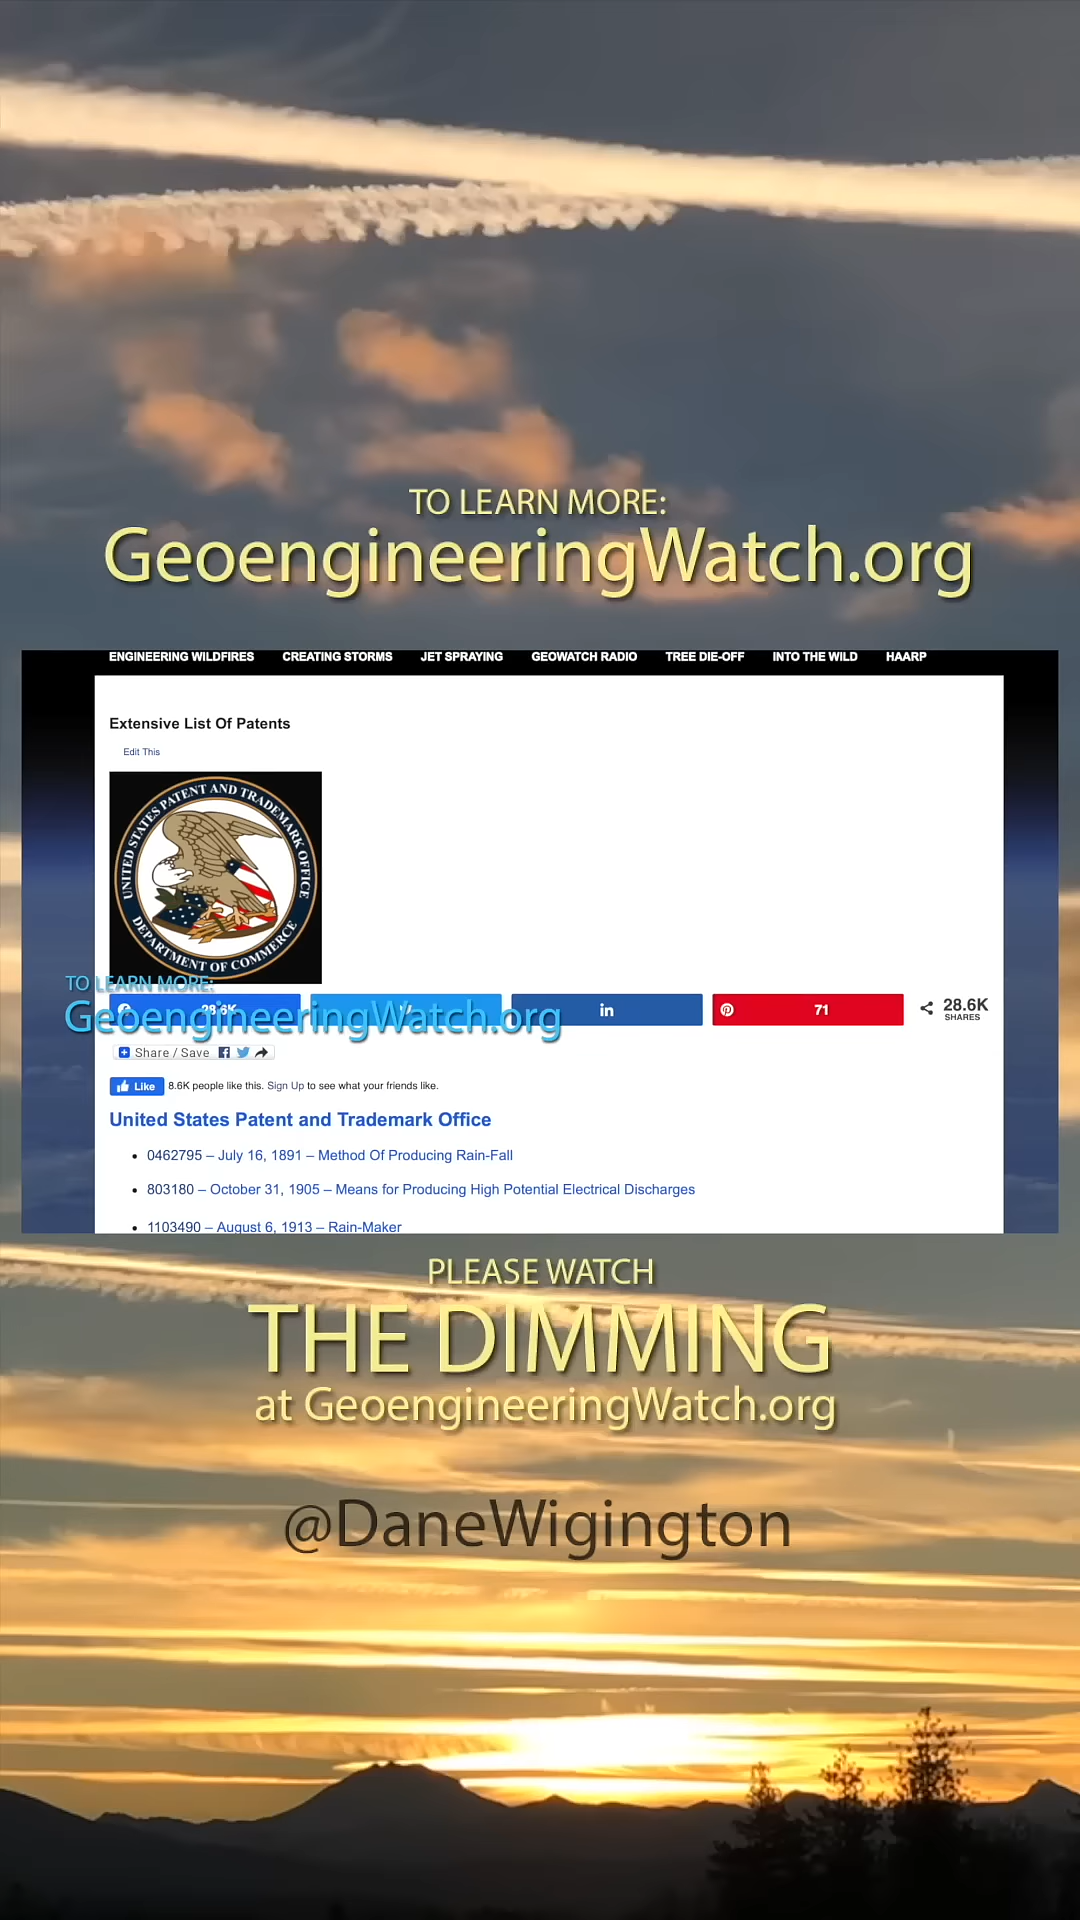 TO LEARN MORE:
GeoengineeringWatch.org
ENGINEERING WILDFIRES CREATING STORMS JET SPRAYING GEOWATCH RADIO TREE DIE-OFF INTO THE WILD HAARP
Extensive List Of Patents
Edit This
UNITED STATES PATENT AND TRADEMARK OFFICE
DEPARTMENT OF COMMERCE
TO LEARN MORE:
GeoengineeringWatch.org
28.6K
71
28.6K
SHARES
Share / Save
Like 8.6K people like this. Sign Up to see what your friends like.
United States Patent and Trademark Office
• 0462795 – July 16, 1891 – Method Of Producing Rain-Fall
• 803180 – October 31, 1905 – Means for Producing High Potential Electrical Discharges
• 1103490 – August 6, 1913 – Rain-Maker
PLEASE WATCH
THE DIMMING
at GeoengineeringWatch.org
@DaneWigington